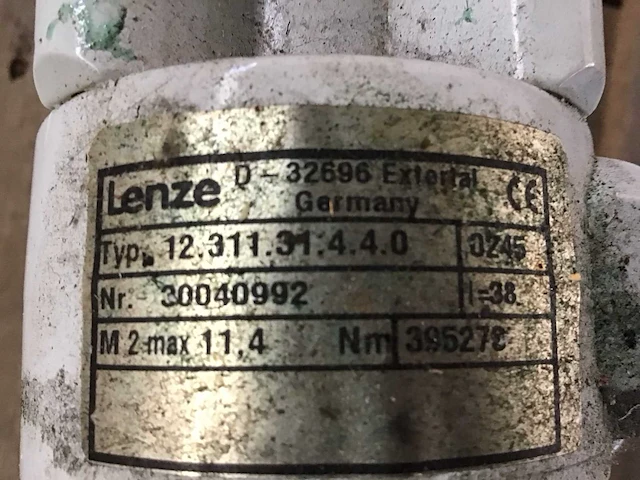 Lenze D - 32696 Extertal
Germany CE
Typ. 12.311.31.4.4.0 0245
Nr. 30040992 i=38.
M 2 max 11,4 Nm 395278